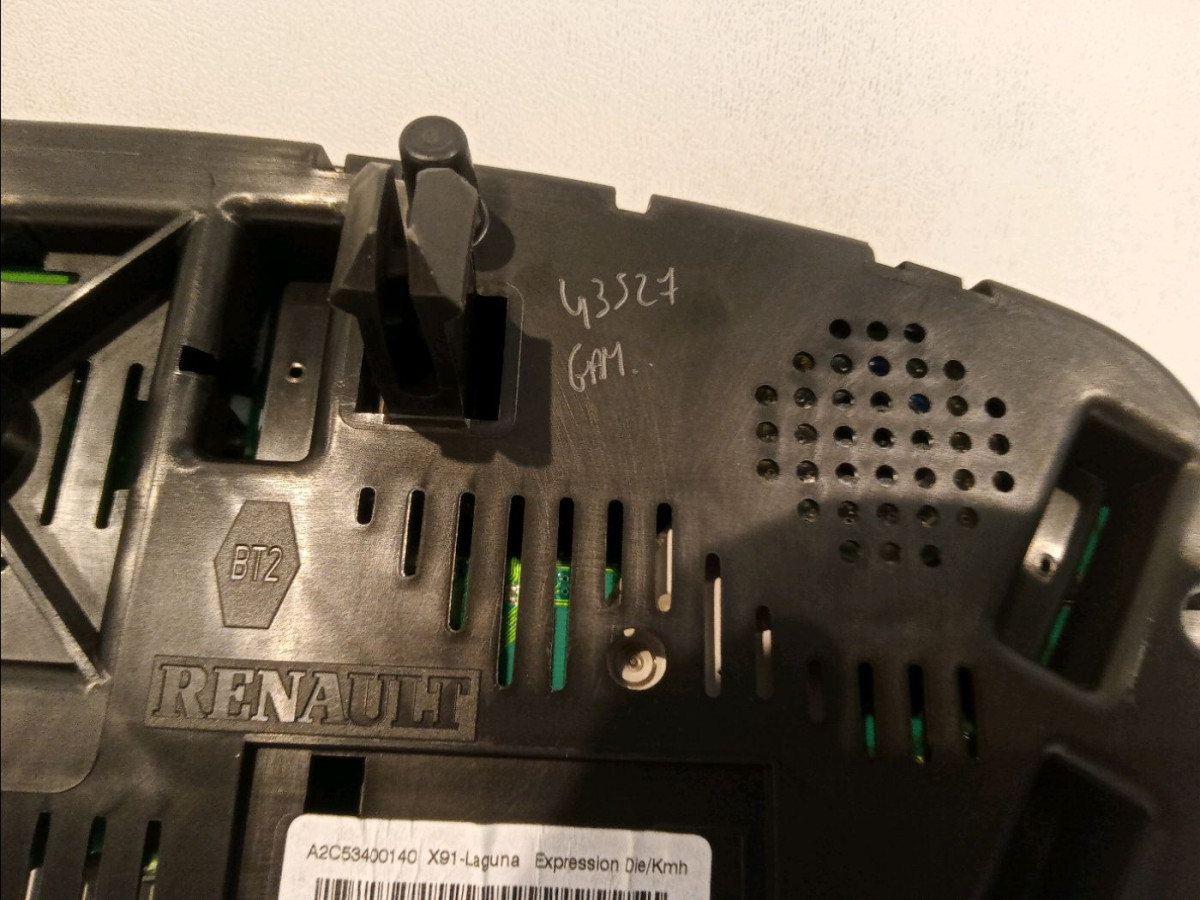 43527
GAM..
BT2
RENAULT
A2C53400140 X91-Laguna Expression Die/Kmh